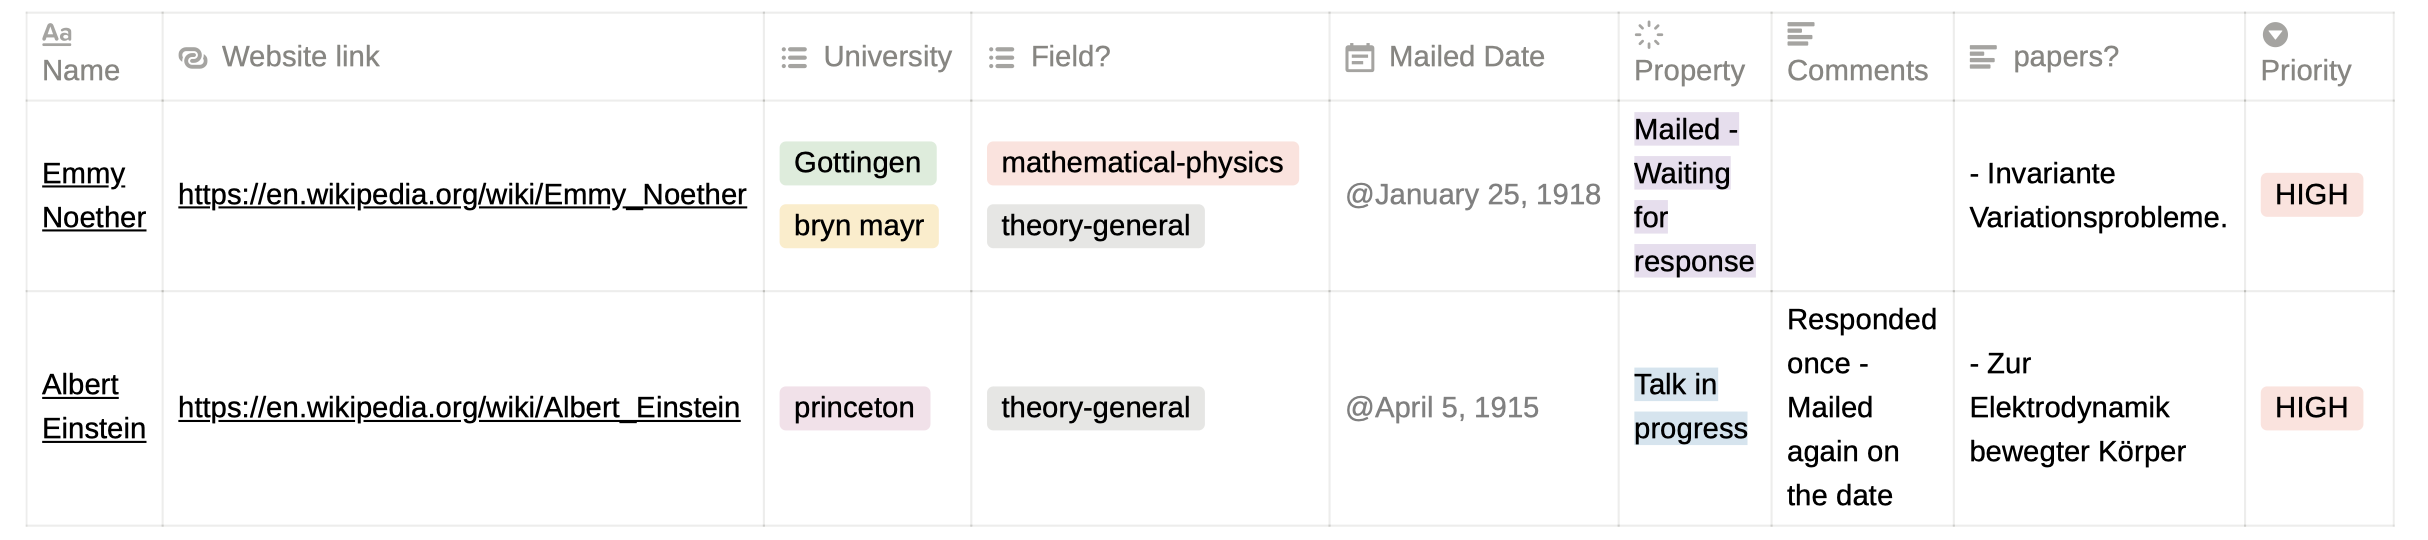 Aa
Name
Website link
University
Field?
Mailed Date
Property
Comments
papers?
Priority
Emmy
Noether
https://en.wikipedia.org/wiki/Emmy_Noether
Gottingen
bryn mayr
mathematical-physics
theory-general
@January 25, 1918
Mailed -
Waiting
for
response
- Invariante
Variationsprobleme.
HIGH
Albert
Einstein
https://en.wikipedia.org/wiki/Albert_Einstein
princeton
theory-general
@April 5, 1915
Talk in
progress
Responded
once -
Mailed
again on
the date
- Zur
Elektrodynamik
bewegter Körper
HIGH